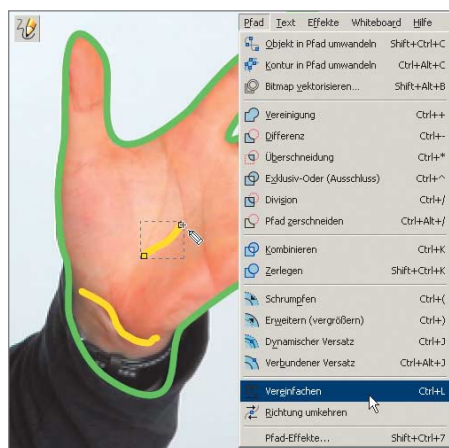 Pfad Text Effekte Whiteboard Hilfe
Objekt in Pfad umwandeln Shift+Ctrl+C
Kontur in Pfad umwandeln Ctrl+Alt+C
Bitmap vektorisieren... Shift+Alt+B
Vereinigung Ctrl++
Differenz Ctrl+-
Überschneidung Ctrl+*
Exklusiv-Oder (Ausschluss) Ctrl+^
Division Ctrl+/
Pfad zerschneiden Ctrl+Alt+/
Kombinieren Ctrl+K
Zerlegen Shift+Ctrl+K
Schrumpfen Ctrl+(
Erweitern (vergrößern) Ctrl+)
Dynamischer Versatz Ctrl+J
Verbundener Versatz Ctrl+Alt+J
Vereinfachen Ctrl+L
Richtung umkehren
Pfad-Effekte... Shift+Ctrl+7